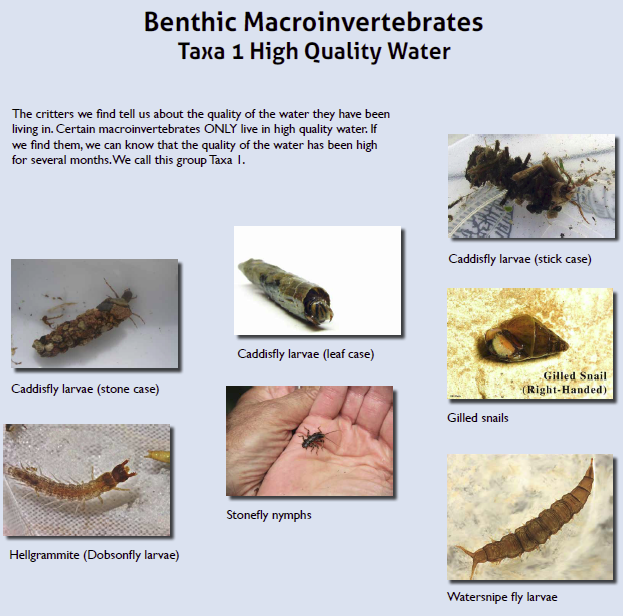 Benthic Macroinvertebrates
Taxa 1 High Quality Water
The critters we find tell us about the quality of the water they have been
living in. Certain macroinvertebrates ONLY live in high quality water. If
we find them, we can know that the quality of the water has been high
for several months. We call this group Taxa 1.
Caddisfly larvae (stick case)
Caddisfly larvae (leaf case)
Caddisfly larvae (stone case)
Gilled Snail
(Right-Handed)
Gilled snails
Stonefly nymphs
Hellgrammite (Dobsonfly larvae)
Watersnipe fly larvae